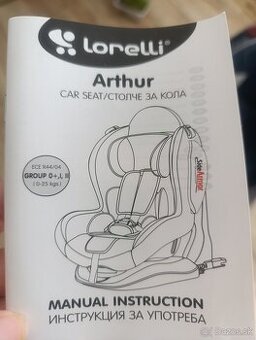 lorelli®
Arthur
CAR SEAT/СТОЛЧЕ ЗА КОЛА
ECE R44/04
GROUP 0+,I, II
(0-25 kgs)
MANUAL INSTRUCTION
ИНСТРУКЦИЯ ЗА УПОТРЕБА